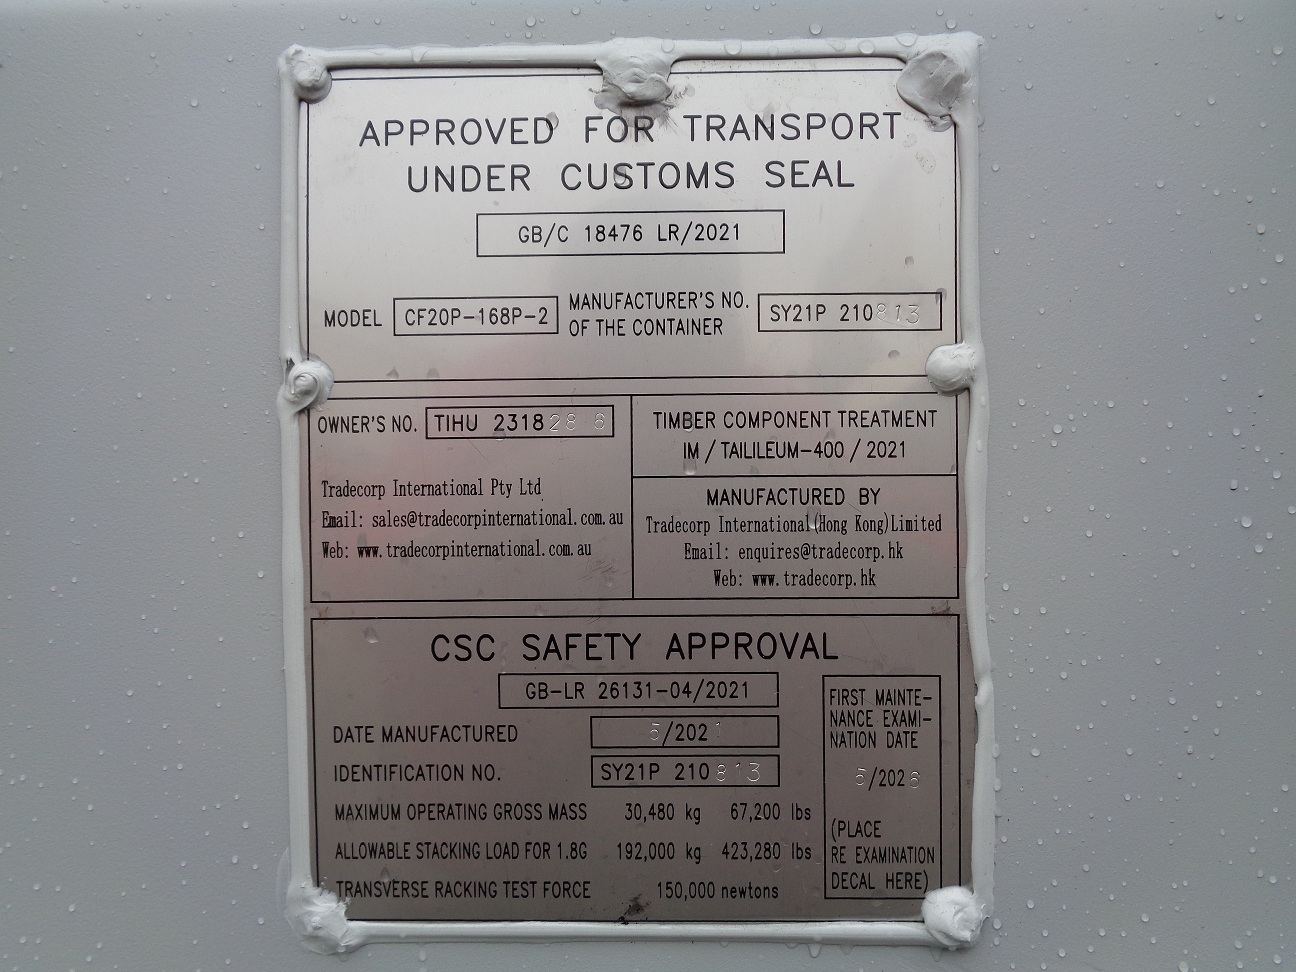 APPROVED FOR TRANSPORT
UNDER CUSTOMS SEAL
GB/C 18476 LR/2021
MODEL CF20P-168P-2
MANUFACTURER'S NO.
OF THE CONTAINER
SY21P 210813
OWNER'S NO. TIHU 231828 6
Tradecorp International Pty Ltd
Email: sales@tradecorpinternational.com.au
Web: www.tradecorpinternational.com.au
TIMBER COMPONENT TREATMENT
IM / TAILILEUM-400 / 2021
MANUFACTURED BY
Tradecorp International(Hong Kong)Limited
Email: enquires@tradecorp.hk
Web: www.tradecorp.hk
CSC SAFETY APPROVAL
GB-LR 26131-04/2021
DATE MANUFACTURED 5/2021
IDENTIFICATION NO. SY21P 210813
MAXIMUM OPERATING GROSS MASS 30,480 kg 67,200 lbs
ALLOWABLE STACKING LOAD FOR 1.8G 192,000 kg 423,280 lbs
TRANSVERSE RACKING TEST FORCE 150,000 newtons
FIRST MAINTE-
NANCE EXAMI-
NATION DATE
5/2026
(PLACE
RE EXAMINATION
DECAL HERE)